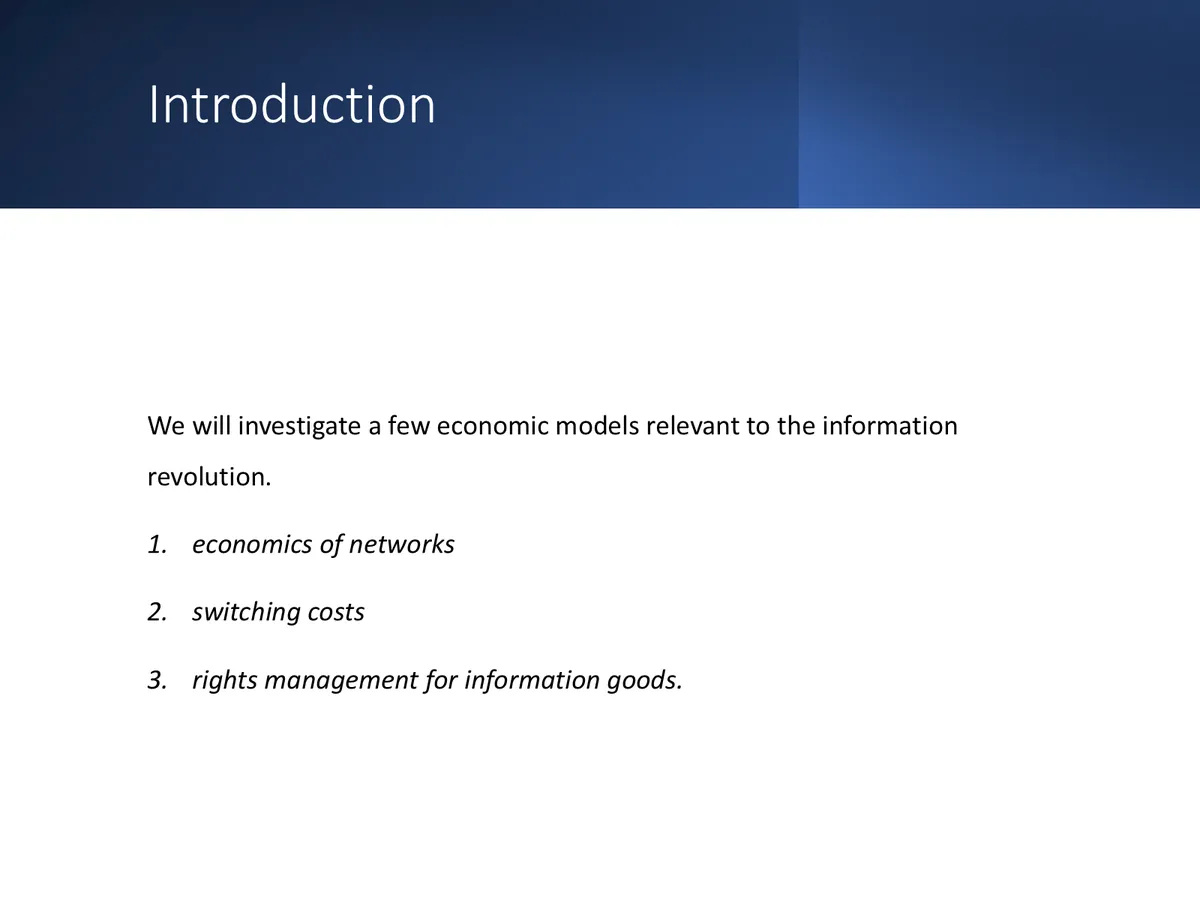 Introduction
We will investigate a few economic models relevant to the information
revolution.
1. economics of networks
2. switching costs
3. rights management for information goods.